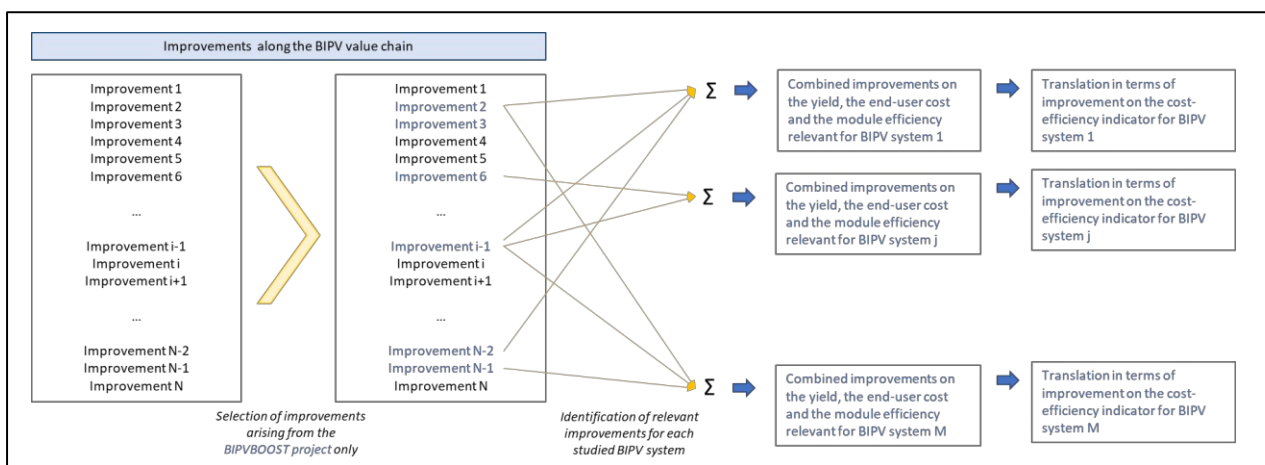 Improvements along the BIPV value chain
Improvement 1
Improvement 2
Improvement 3
Improvement 4
Improvement 5
Improvement 6
...
Improvement i-1
Improvement i
Improvement i+1
...
Improvement N-2
Improvement N-1
Improvement N
Selection of improvements
arising from the
BIPVBOOST project only
Improvement 1
Improvement 2
Improvement 3
Improvement 4
Improvement 5
Improvement 6
...
Improvement i-1
Improvement i
Improvement i+1
...
Improvement N-2
Improvement N-1
Improvement N
Identification of relevant
improvements for each
studied BIPV system
Σ
Combined improvements on
the yield, the end-user cost
and the module efficiency
relevant for BIPV system 1
Translation in terms of
improvement on the cost-
efficiency indicator for BIPV
system 1
Σ
Combined improvements on
the yield, the end-user cost
and the module efficiency
relevant for BIPV system j
Translation in terms of
improvement on the cost-
efficiency indicator for BIPV
system j
Σ
Combined improvements on
the yield, the end-user cost
and the module efficiency
relevant for BIPV system M
Translation in terms of
improvement on the cost-
efficiency indicator for BIPV
system M